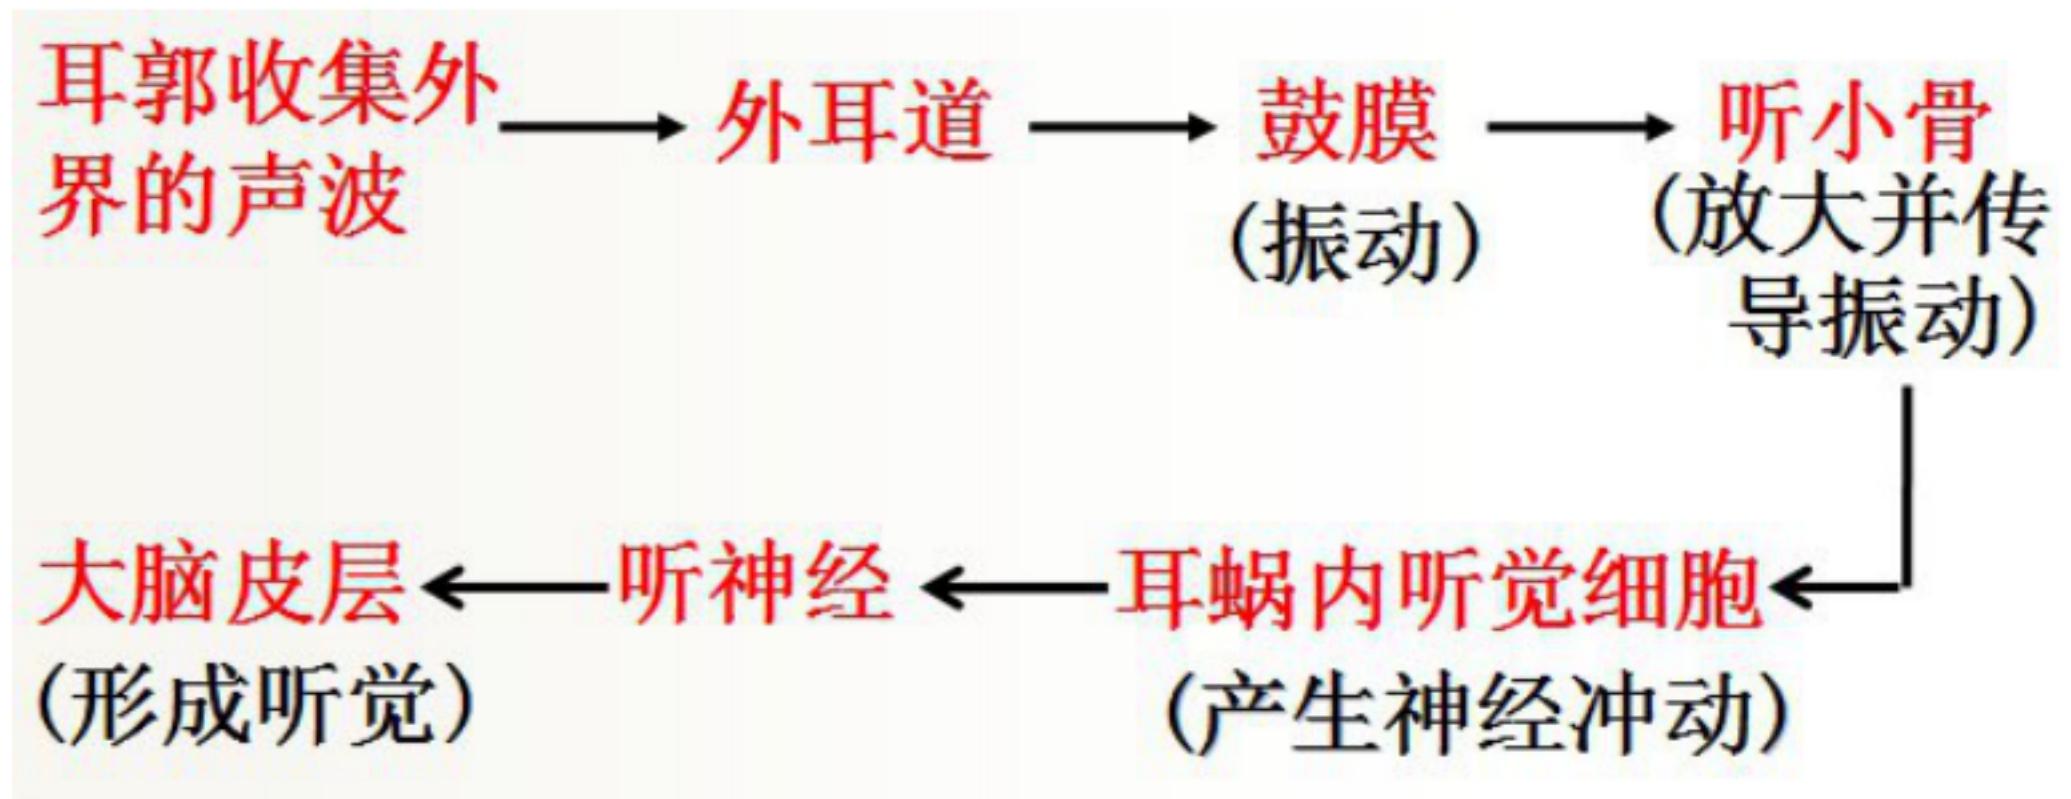 耳郭收集外
界的声波
外耳道
鼓膜
(振动)
听小骨
(放大并传
导振动)
耳蜗内听觉细胞
(产生神经冲动)
听神经
大脑皮层
(形成听觉)